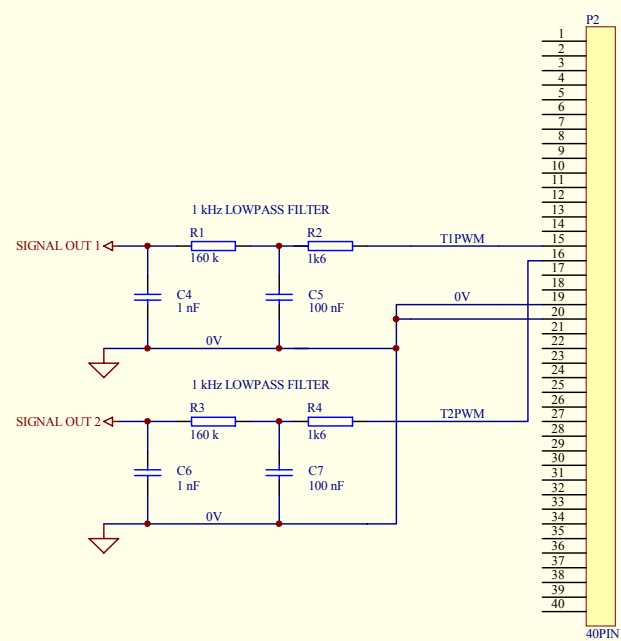 P2
1
2
3
4
5
6
7
8
9
10
11
12
13
14
15
16
17
18
19
20
21
22
23
24
25
26
27
28
29
30
31
32
33
34
35
36
37
38
39
40
40PIN
1 kHz LOWPASS FILTER
SIGNAL OUT 1
R1
160 k
R2
1k6
T1PWM
C4
1 nF
C5
100 nF
0V
0V
1 kHz LOWPASS FILTER
SIGNAL OUT 2
R3
160 k
R4
1k6
T2PWM
C6
1 nF
C7
100 nF
0V